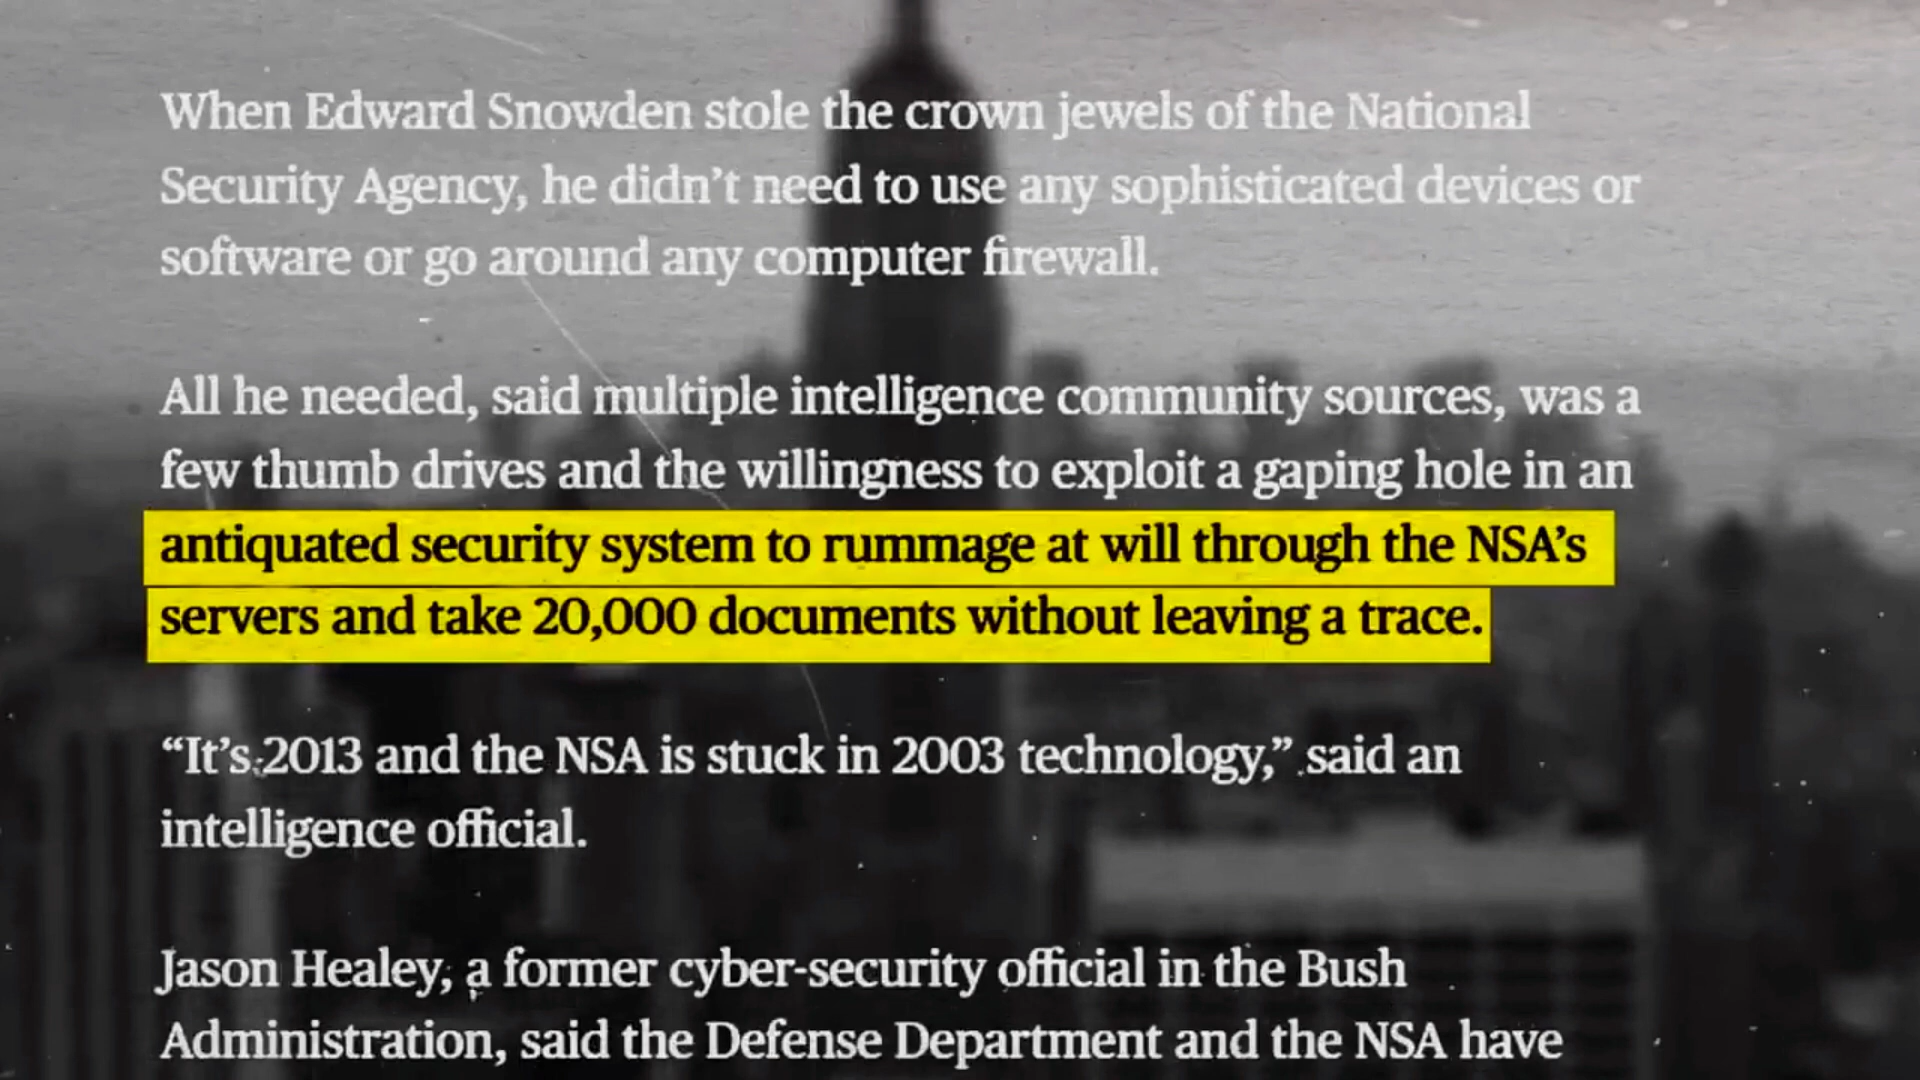 When Edward Snowden stole the crown jewels of the National
Security Agency, he didn’t need to use any sophisticated devices or
software or go around any computer firewall.
All he needed, said multiple intelligence community sources, was a
few thumb drives and the willingness to exploit a gaping hole in an
antiquated security system to rummage at will through the NSA’s
servers and take 20,000 documents without leaving a trace.
“It’s 2013 and the NSA is stuck in 2003 technology,” said an
intelligence official.
Jason Healey, a former cyber-security official in the Bush
Administration, said the Defense Department and the NSA have